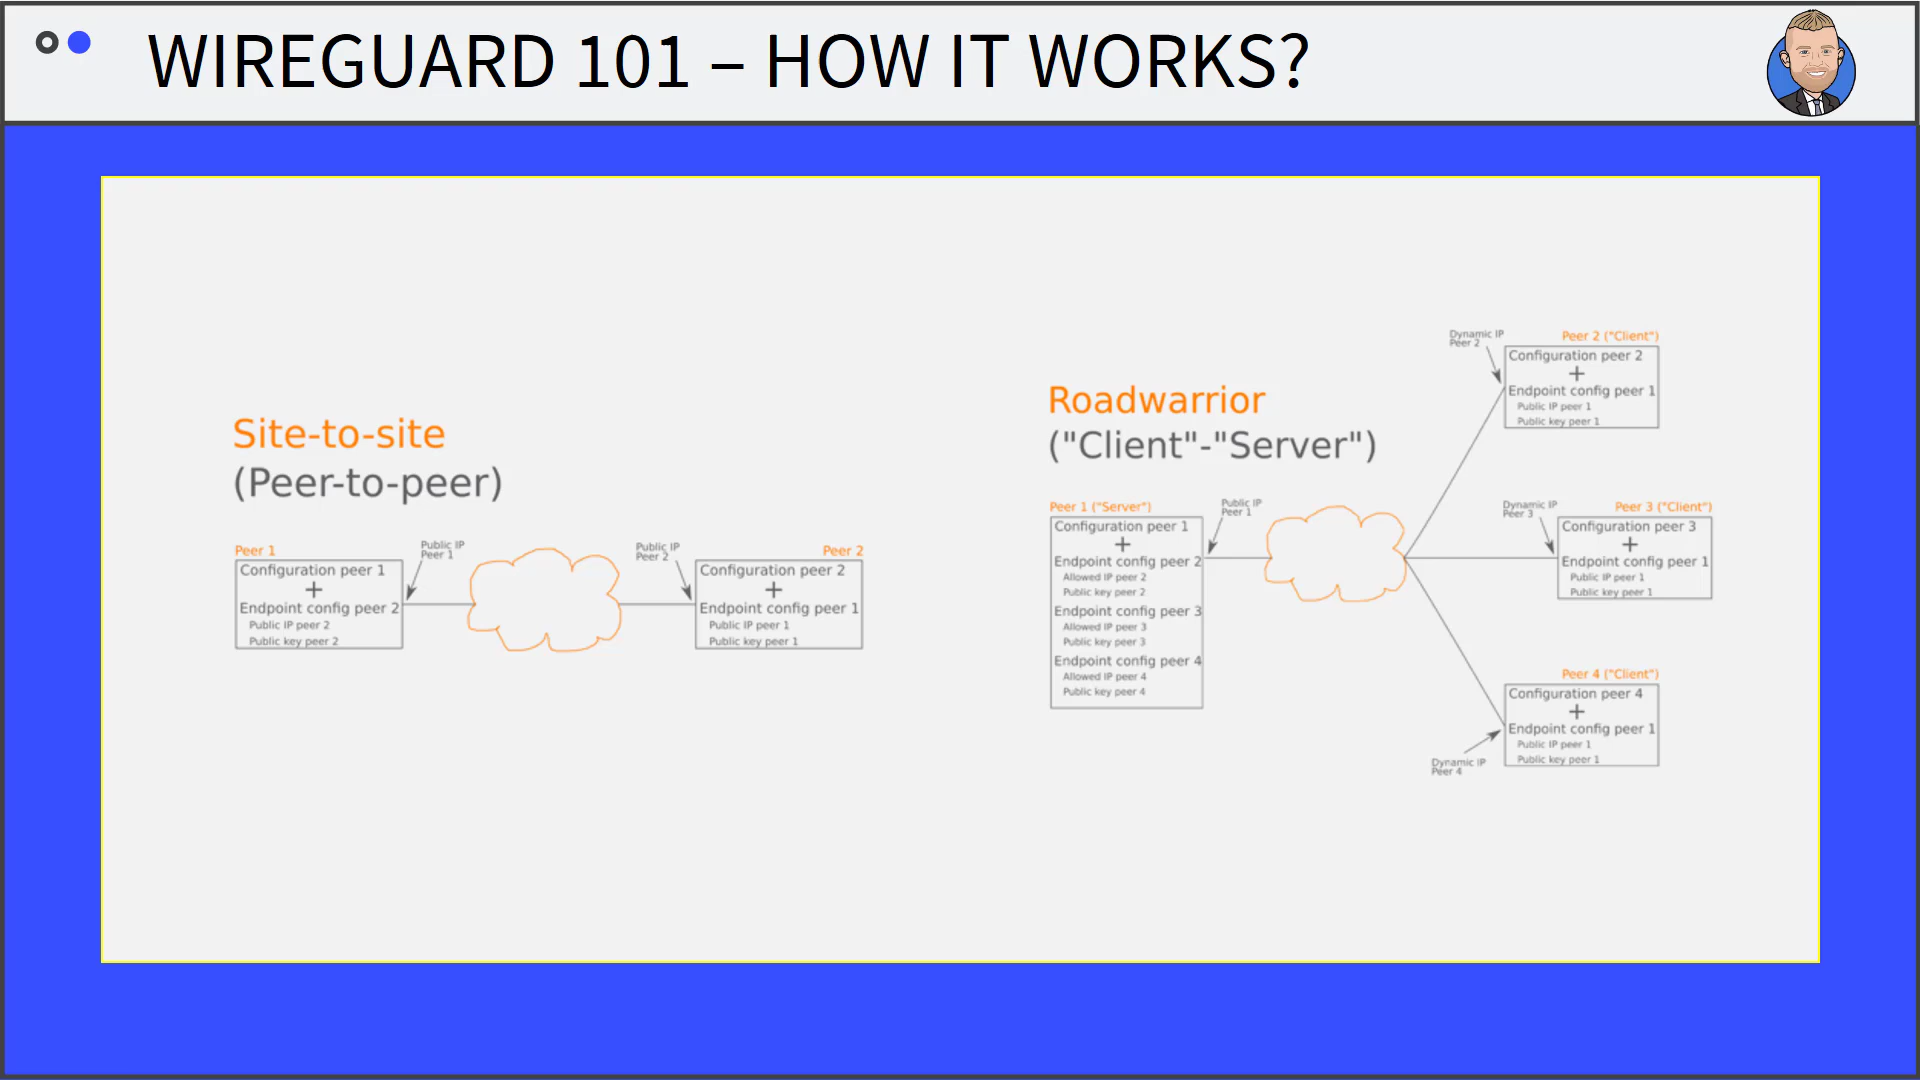 WIREGUARD 101 – HOW IT WORKS?
Site-to-site
(Peer-to-peer)
Peer 1
Configuration peer 1
+
Endpoint config peer 2
Public IP peer 2
Public key peer 2
Public IP
Peer 1
Public IP
Peer 2
Peer 2
Configuration peer 2
+
Endpoint config peer 1
Public IP peer 1
Public key peer 1
Roadwarrior
("Client"-"Server")
Peer 1 ("Server")
Configuration peer 1
+
Endpoint config peer 2
Allowed IP peer 2
Public key peer 2
Endpoint config peer 3
Allowed IP peer 3
Public key peer 3
Endpoint config peer 4
Allowed IP peer 4
Public key peer 4
Public IP
Peer 1
Dynamic IP
Peer 2
Peer 2 ("Client")
Configuration peer 2
+
Endpoint config peer 1
Public IP peer 1
Public key peer 1
Dynamic IP
Peer 3
Peer 3 ("Client")
Configuration peer 3
+
Endpoint config peer 1
Public IP peer 1
Public key peer 1
Peer 4 ("Client")
Configuration peer 4
+
Endpoint config peer 1
Public IP peer 1
Public key peer 1
Dynamic IP
Peer 4